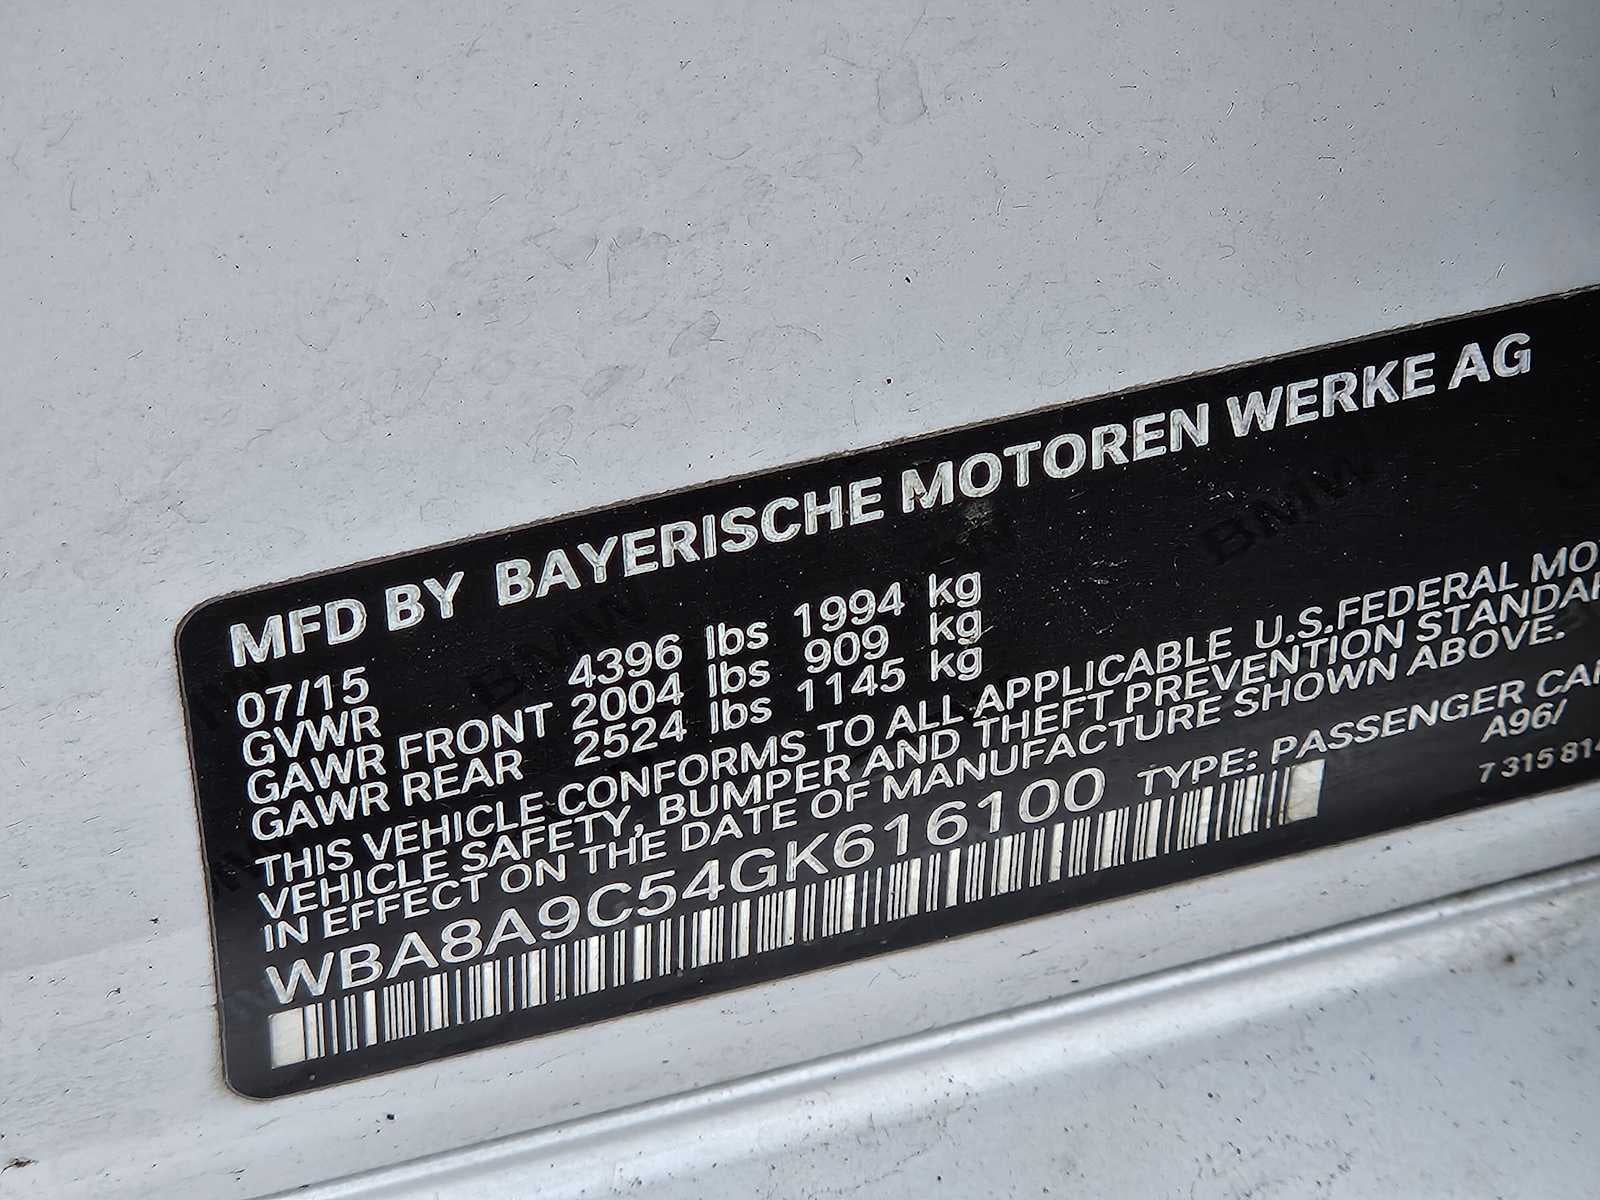 MFD BY BAYERISCHE MOTOREN WERKE AG
07/15
GVWR 4396 lbs 1994 kg
GAWR FRONT 2004 lbs 909 kg
GAWR REAR 2524 lbs 1145 kg
THIS VEHICLE CONFORMS TO ALL APPLICABLE U.S.FEDERAL MO
VEHICLE SAFETY, BUMPER AND THEFT PREVENTION STANDAR
IN EFFECT ON THE DATE OF MANUFACTURE SHOWN ABOVE.
WBA8A9C54GK616100 TYPE: PASSENGER CAR
A96/
7 315 814